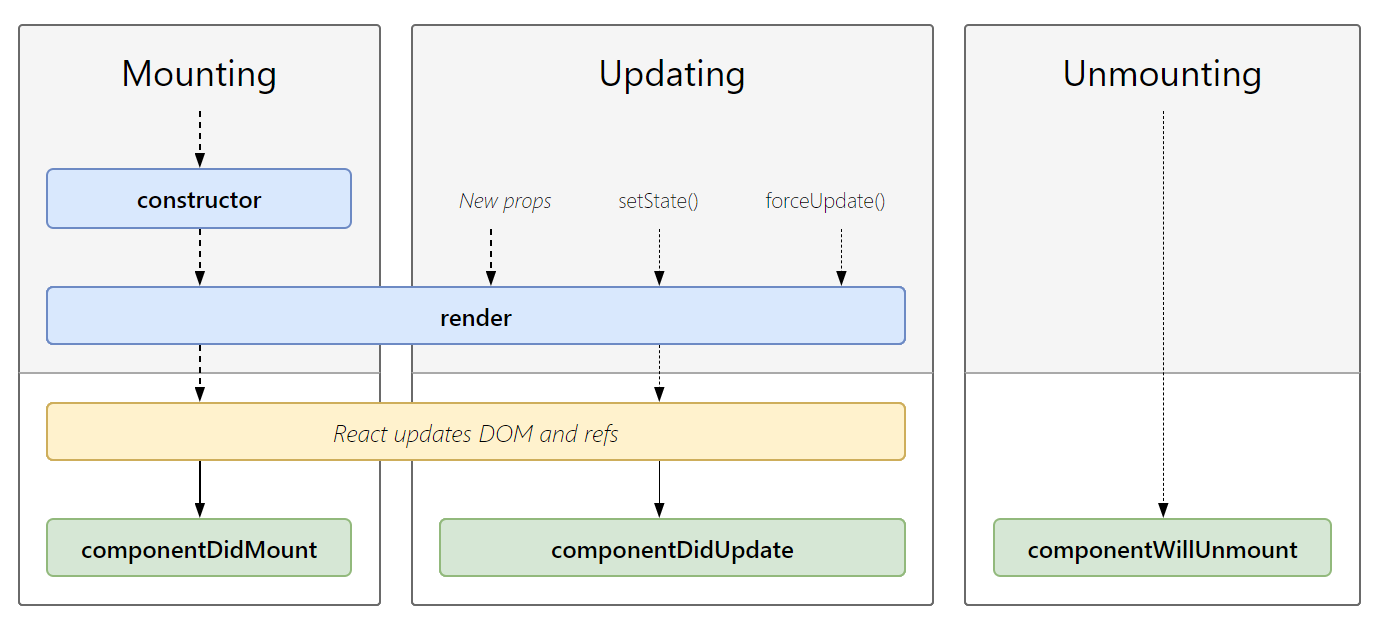 Mounting
Updating
Unmounting
constructor
New props
setState()
forceUpdate()
render
React updates DOM and refs
componentDidMount
componentDidUpdate
componentWillUnmount